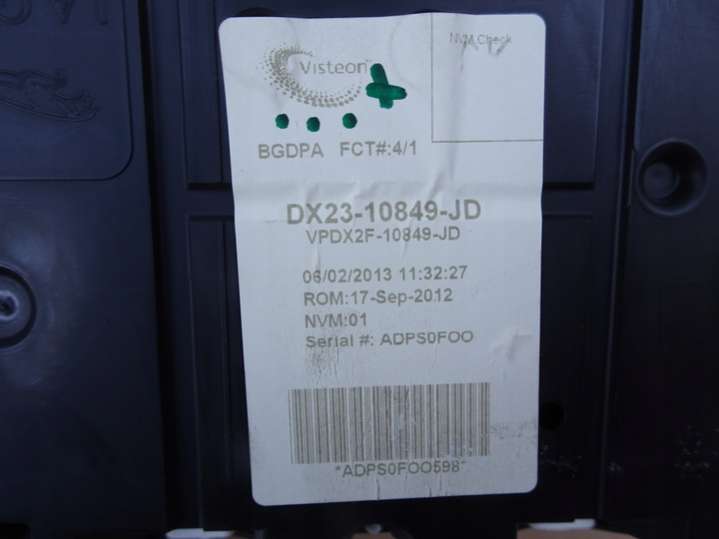 Visteon
NVM Check
BGDPA FCT#:4/1
DX23-10849-JD
VPDX2F-10849-JD
06/02/2013 11:32:27
ROM:17-Sep-2012
NVM:01
Serial #: ADPS0FOO
*ADPS0FOO598*